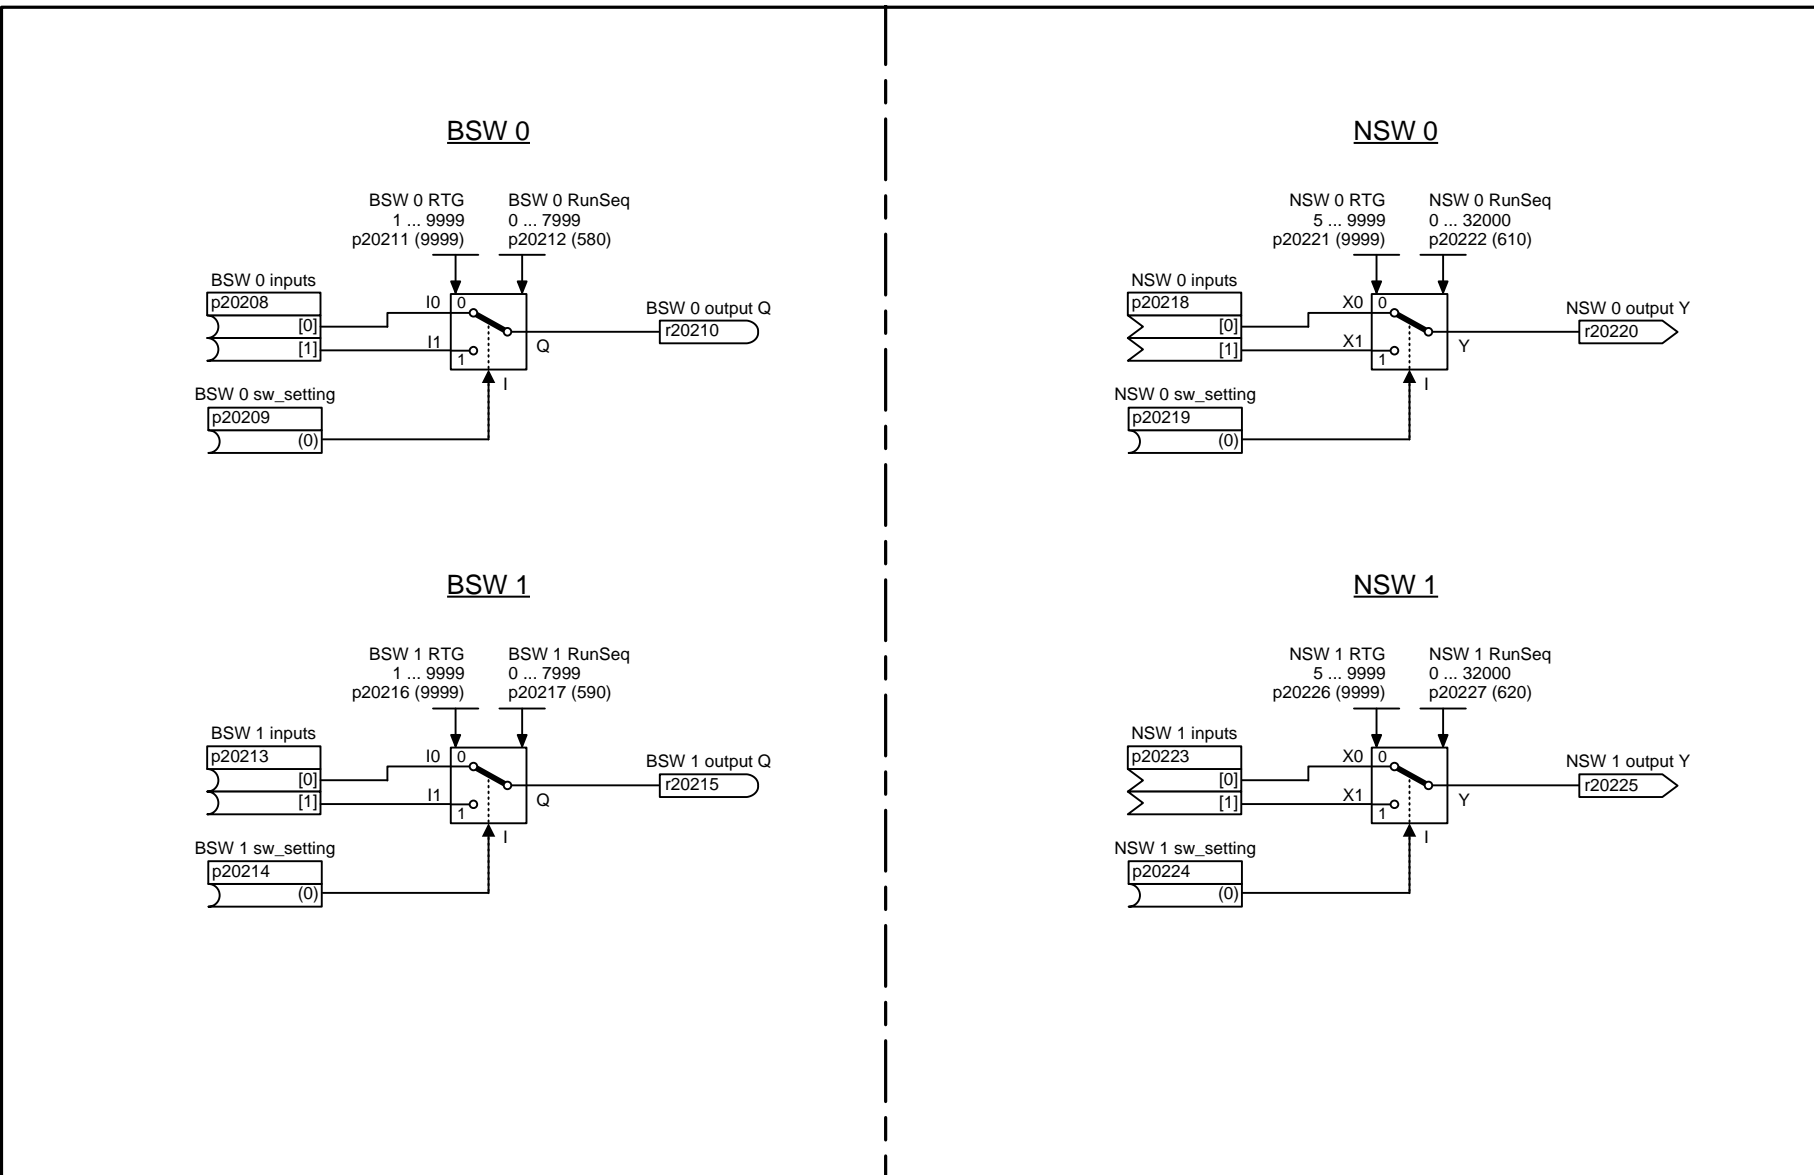 BSW 0
BSW 0 RTG
1 ... 9999
p20211 (9999)
BSW 0 RunSeq
0 ... 7999
p20212 (580)
BSW 0 inputs
p20208
[0]
[1]
I0
I1
0
1
Q
I
BSW 0 output Q
r20210
BSW 0 sw_setting
p20209
(0)
BSW 1
BSW 1 RTG
1 ... 9999
p20216 (9999)
BSW 1 RunSeq
0 ... 7999
p20217 (590)
BSW 1 inputs
p20213
[0]
[1]
I0
I1
0
1
Q
I
BSW 1 output Q
r20215
BSW 1 sw_setting
p20214
(0)
NSW 0
NSW 0 RTG
5 ... 9999
p20221 (9999)
NSW 0 RunSeq
0 ... 32000
p20222 (610)
NSW 0 inputs
p20218
[0]
[1]
X0
X1
0
1
Y
I
NSW 0 output Y
r20220
NSW 0 sw_setting
p20219
(0)
NSW 1
NSW 1 RTG
5 ... 9999
p20226 (9999)
NSW 1 RunSeq
0 ... 32000
p20227 (620)
NSW 1 inputs
p20223
[0]
[1]
X0
X1
0
1
Y
I
NSW 1 output Y
r20225
NSW 1 sw_setting
p20224
(0)